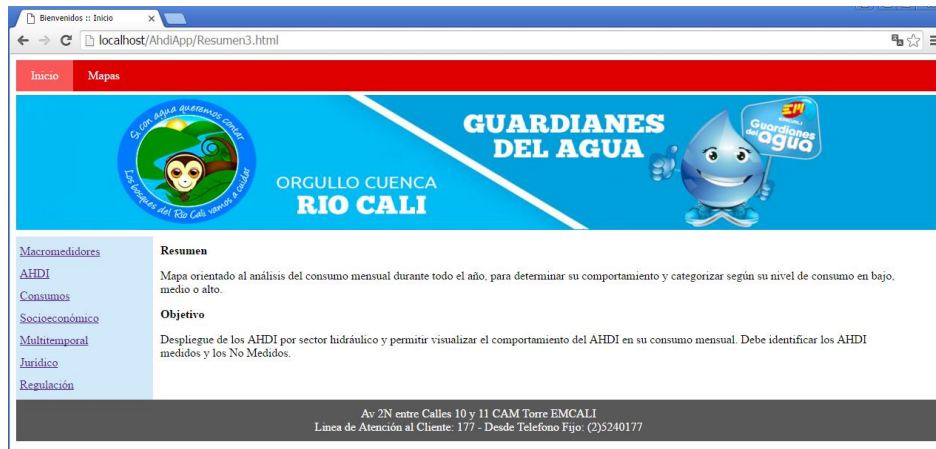 Bienvenidos :: Inicio
localhost/AhdiApp/Resumen3.html
Inicio Mapas
Si con agua queremos contar
Los bosques del Rio Cali vamos a cuidar
ORGULLO CUENCA
RIO CALI
GUARDIANES
DEL AGUA
EMCALI
Guardianes
del agua
Macromedidores
AHDI
Consumos
Socioeconómico
Multitemporal
Jurídico
Regulación
Resumen
Mapa orientado al análisis del consumo mensual durante todo el año, para determinar su comportamiento y categorizar según su nivel de consumo en bajo,
medio o alto.
Objetivo
Despliegue de los AHDI por sector hidráulico y permitir visualizar el comportamiento del AHDI en su consumo mensual. Debe identificar los AHDI
medidos y los No Medidos.
Av 2N entre Calles 10 y 11 CAM Torre EMCALI
Linea de Atención al Cliente: 177 - Desde Telefono Fijo: (2)5240177